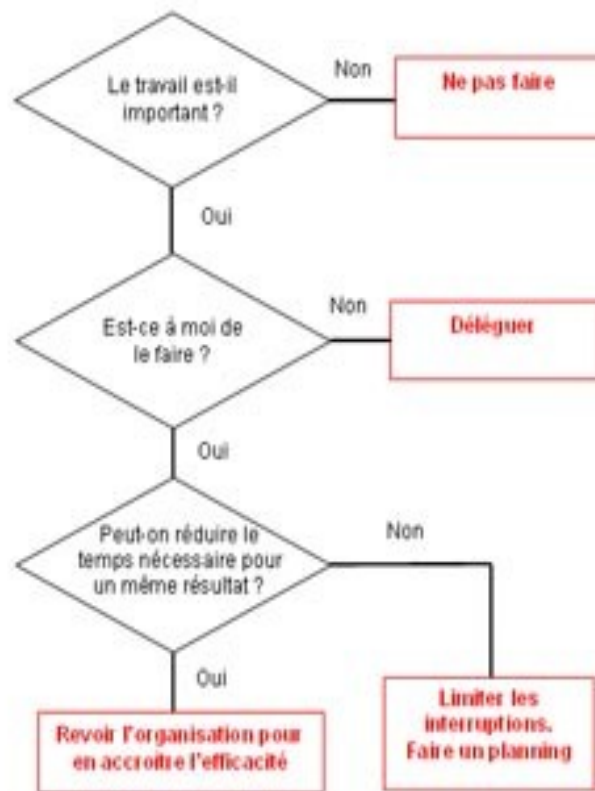 Le travail est-il
important ?
Non
Ne pas faire
Oui
Est-ce à moi de
le faire ?
Non
Déléguer
Oui
Peut-on réduire le
temps nécessaire pour
un même résultat ?
Non
Oui
Revoir l'organisation pour
en accroitre l'efficacité
Limiter les
interruptions.
Faire un planning